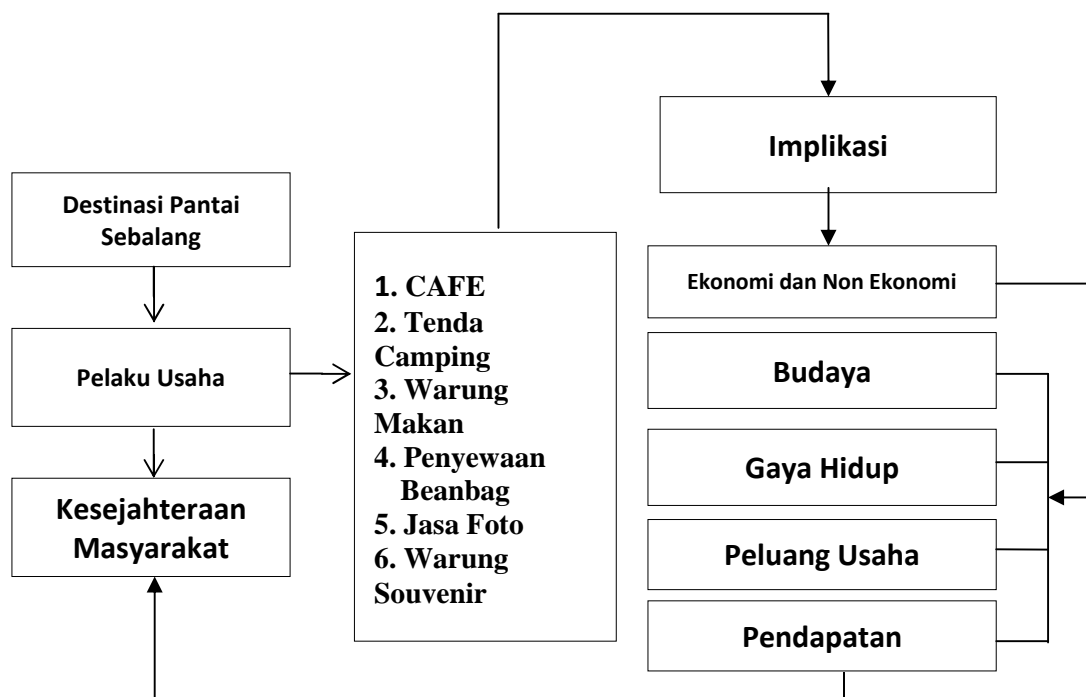 Destinasi Pantai
Sebalang
Pelaku Usaha
Kesejahteraan
Masyarakat
1. CAFE
2. Tenda
Camping
3. Warung
Makan
4. Penyewaan
Beanbag
5. Jasa Foto
6. Warung
Souvenir
Implikasi
Ekonomi dan Non Ekonomi
Budaya
Gaya Hidup
Peluang Usaha
Pendapatan